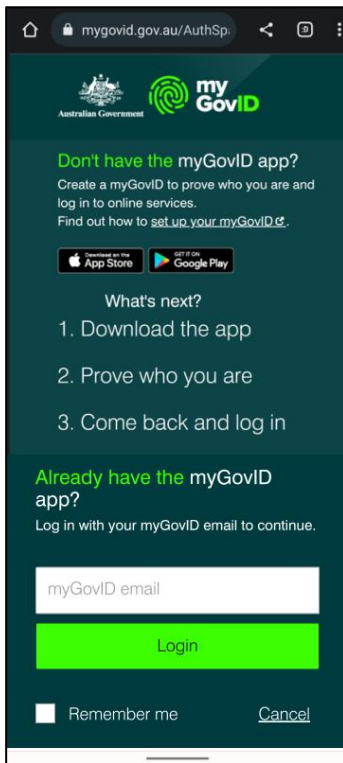 mygovid.gov.au/AuthSp
:D
Australian Government
my
GovID
Don't have the myGovID app?
Create a myGovID to prove who you are and
log in to online services.
Find out how to set up your myGovID.
Download on the
App Store
GET IT ON
Google Play
What's next?
1. Download the app
2. Prove who you are
3. Come back and log in
Already have the myGovID
app?
Log in with your myGovID email to continue.
myGovID email
Login
Remember me
Cancel